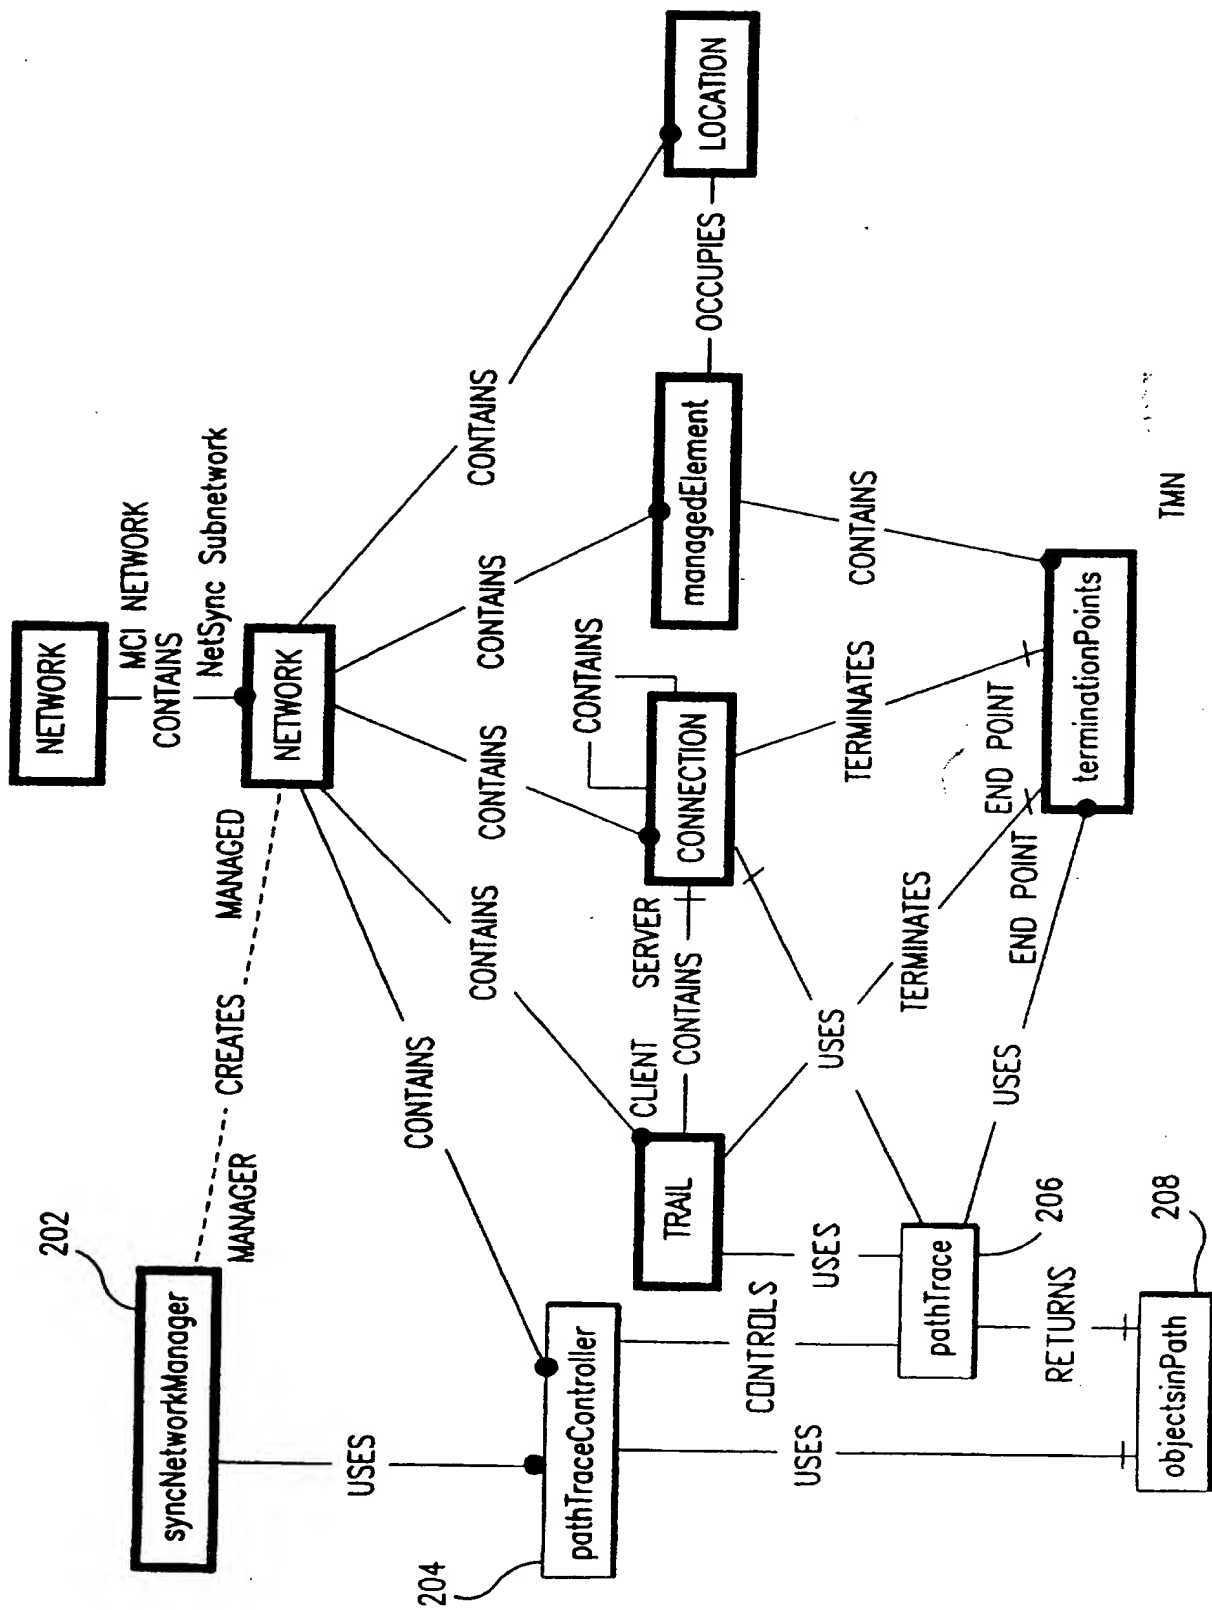 NETWORK
MCI NETWORK
CONTAINS
NetSync Subnetwork
NETWORK
202
syncNetworkManager
MANAGER
CREATES
MANAGED
USES
CONTAINS
CONTAINS
CONTAINS
CONTAINS
CONTAINS
204
pathTraceController
TRAIL
CLIENT
CONTAINS
SERVER
CONNECTION
CONTAINS
managedElement
OCCUPIES
LOCATION
CONTROLS
USES
USES
TERMINATES
TERMINATES
CONTAINS
USES
pathTrace
206
USES
END POINT
END POINT
terminationPoints
RETURNS
objectsinPath
208
TMN